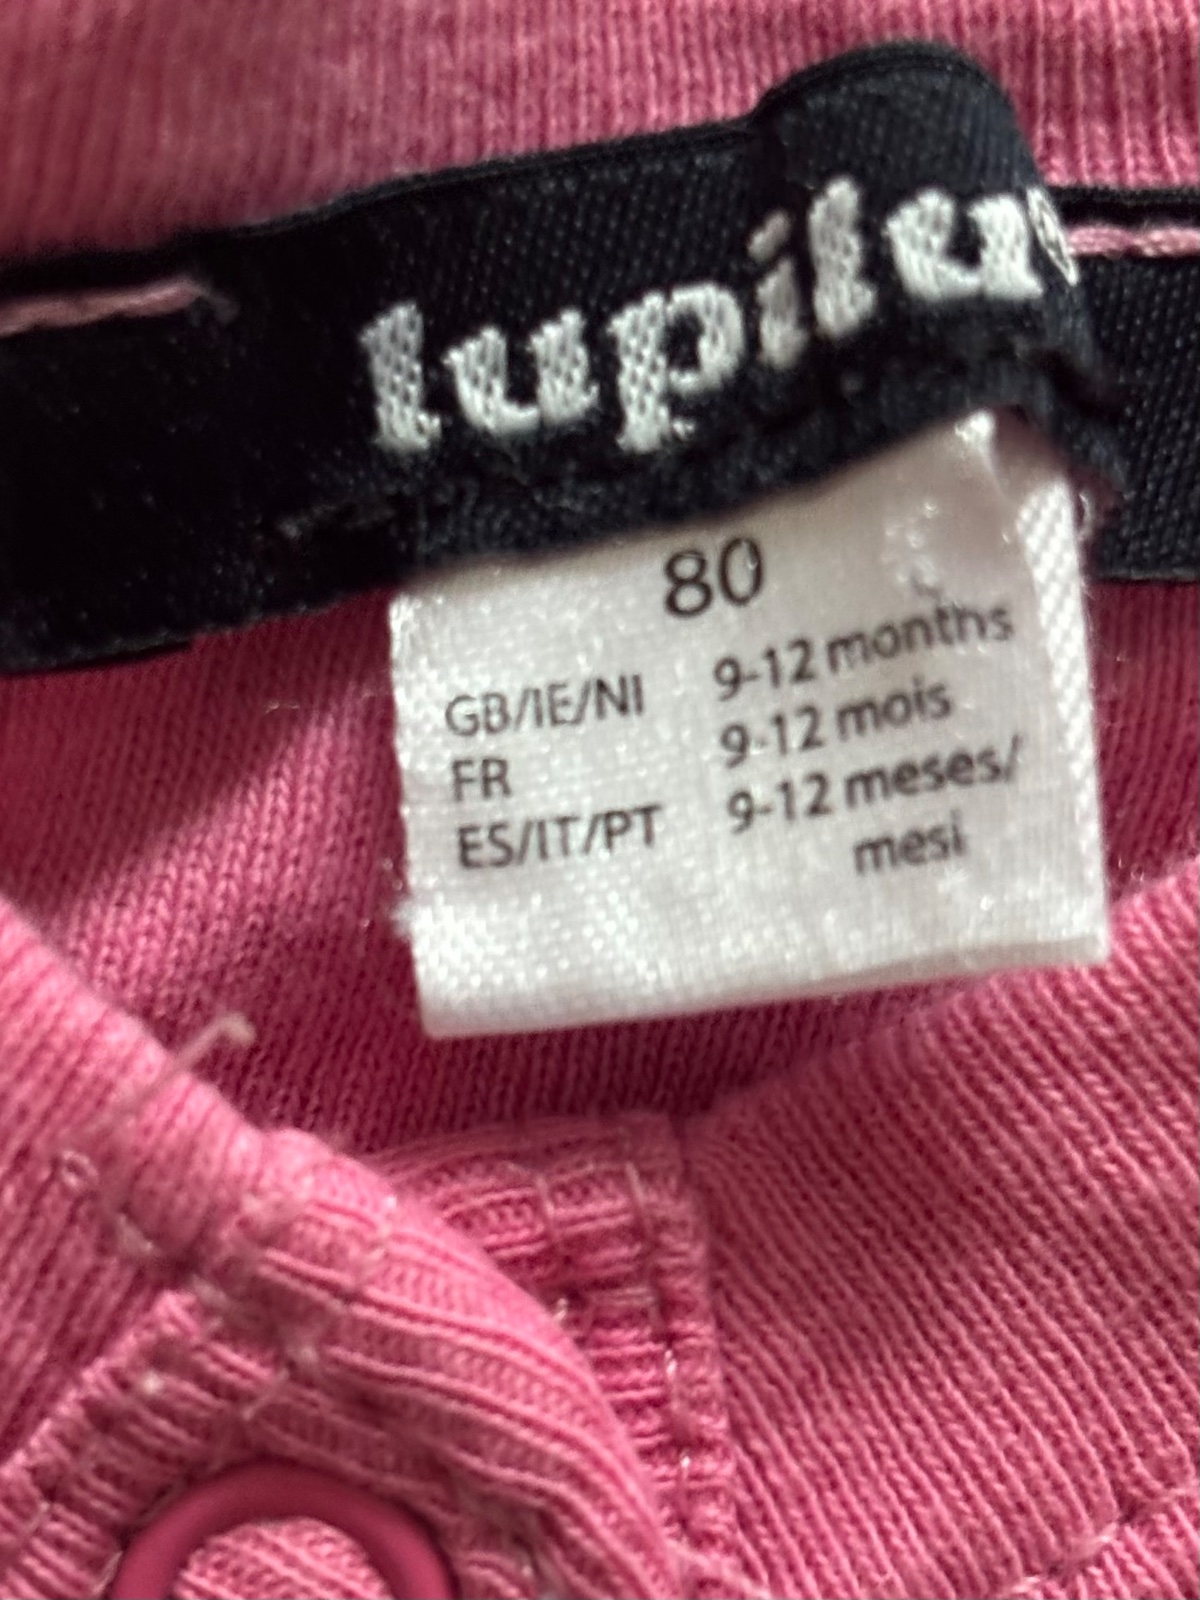 lupilu®
80
GB/IE/NI 9-12 months
FR 9-12 mois
ES/IT/PT 9-12 meses/
mesi